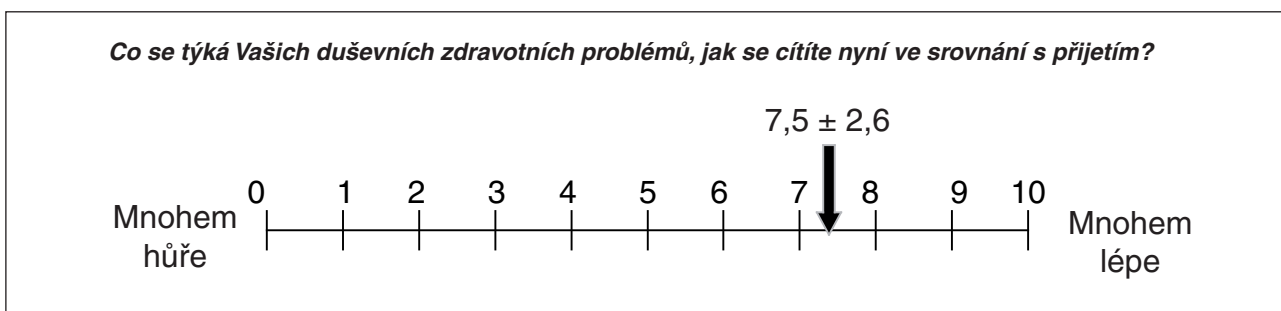 Co se týká Vašich duševních zdravotních problémů, jak se cítíte nyní ve srovnání s přijetím?
7,5 ± 2,6
0 1 2 3 4 5 6 7 8 9 10
Mnohem
hůře
Mnohem
lépe